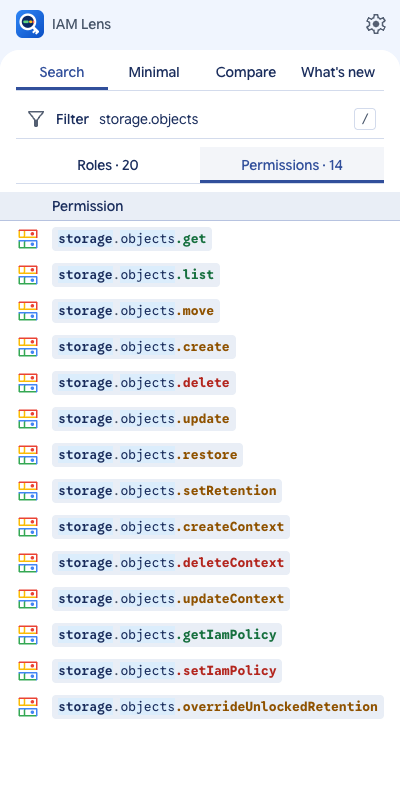 IAM Lens
Search Minimal Compare What's new
Filter storage.objects /
Roles · 20 Permissions · 14
Permission
storage.objects.get
storage.objects.list
storage.objects.move
storage.objects.create
storage.objects.delete
storage.objects.update
storage.objects.restore
storage.objects.setRetention
storage.objects.createContext
storage.objects.deleteContext
storage.objects.updateContext
storage.objects.getIamPolicy
storage.objects.setIamPolicy
storage.objects.overrideUnlockedRetention